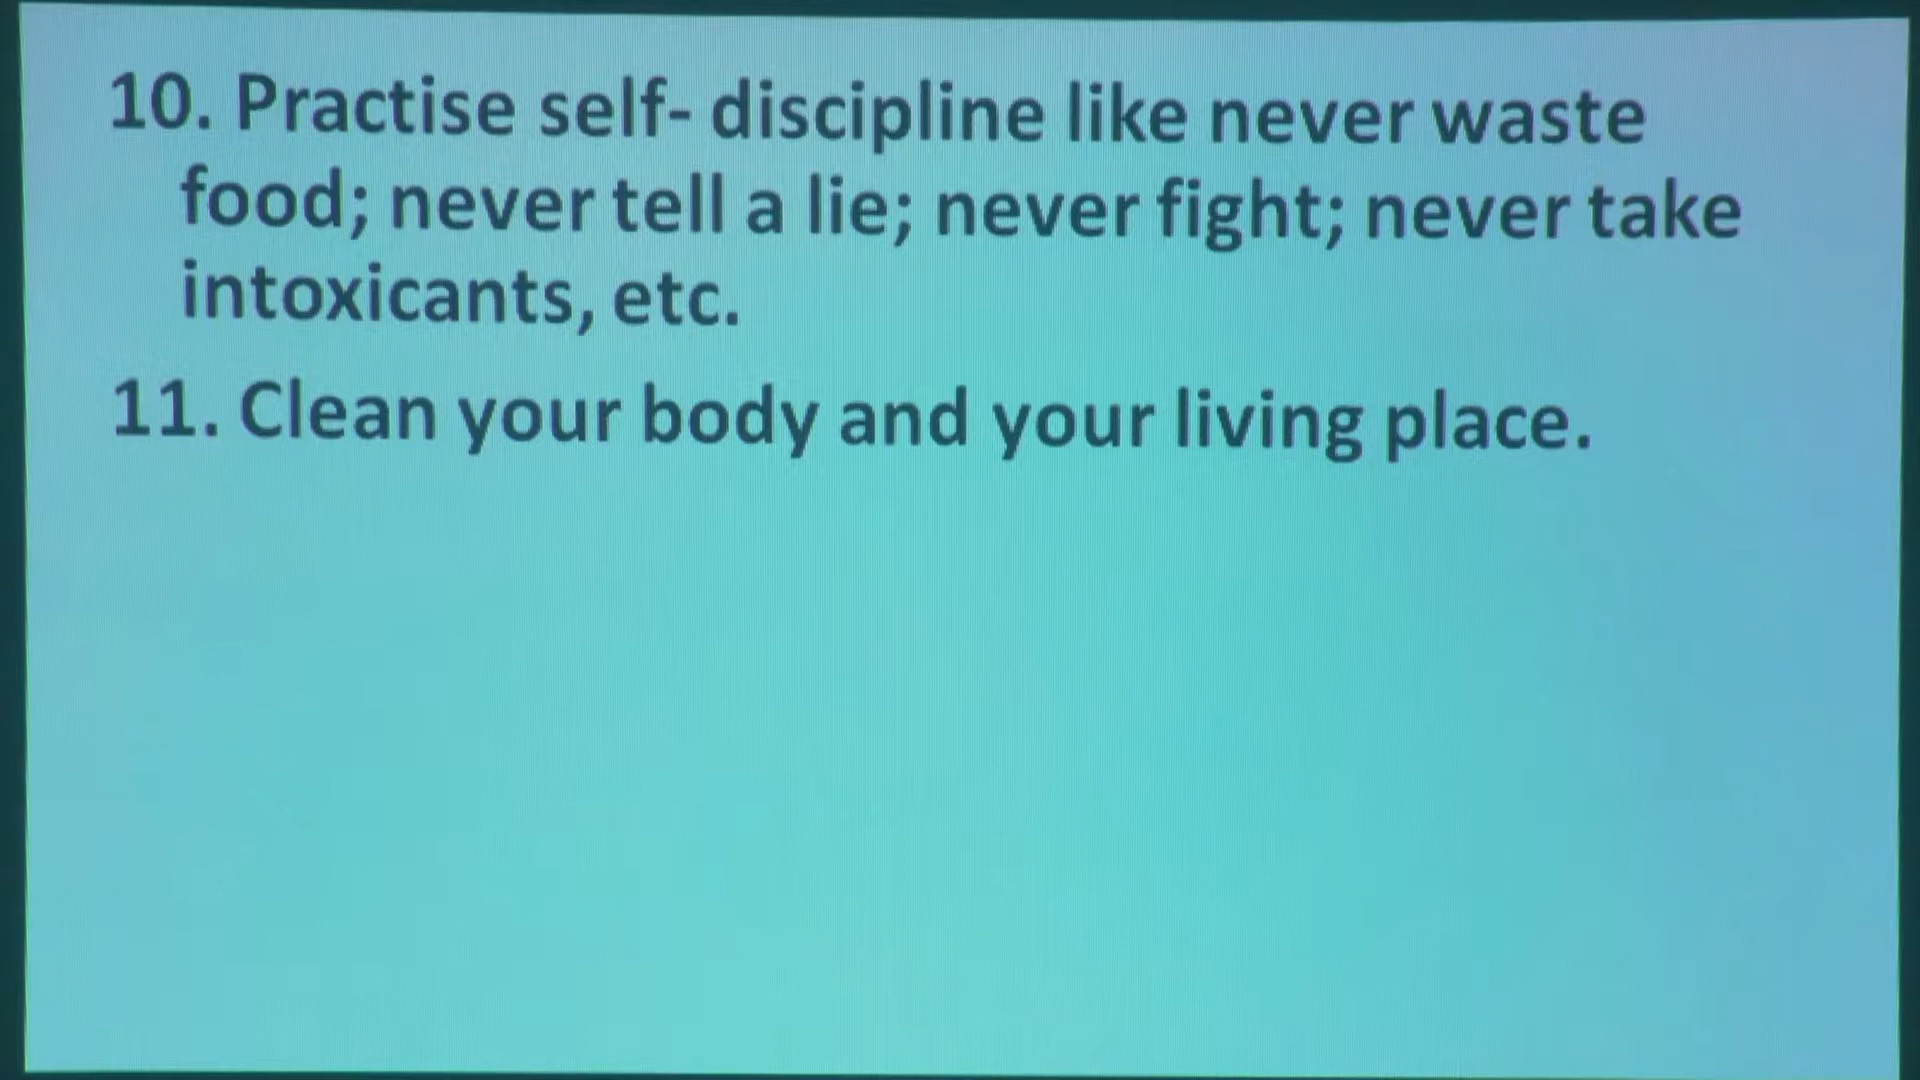 10. Practise self- discipline like never waste
food; never tell a lie; never fight; never take
intoxicants, etc.
11. Clean your body and your living place.